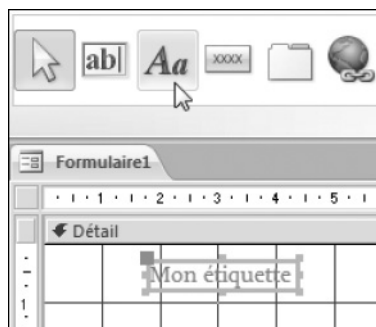 ab Aa XXXX
Formulaire1
1 2 3 4 5
Détail
Mon étiquette
1